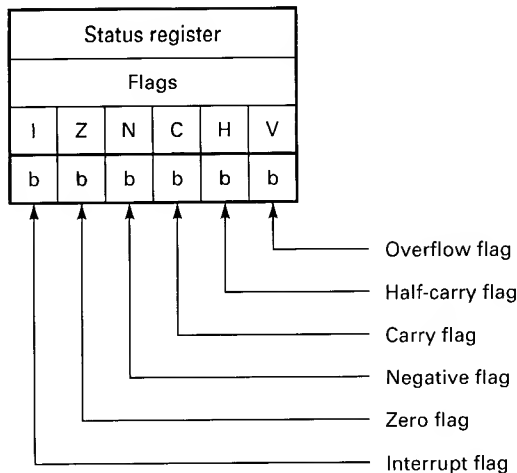 Status register
Flags
I Z N C H V
b b b b b b
Overflow flag
Half-carry flag
Carry flag
Negative flag
Zero flag
Interrupt flag